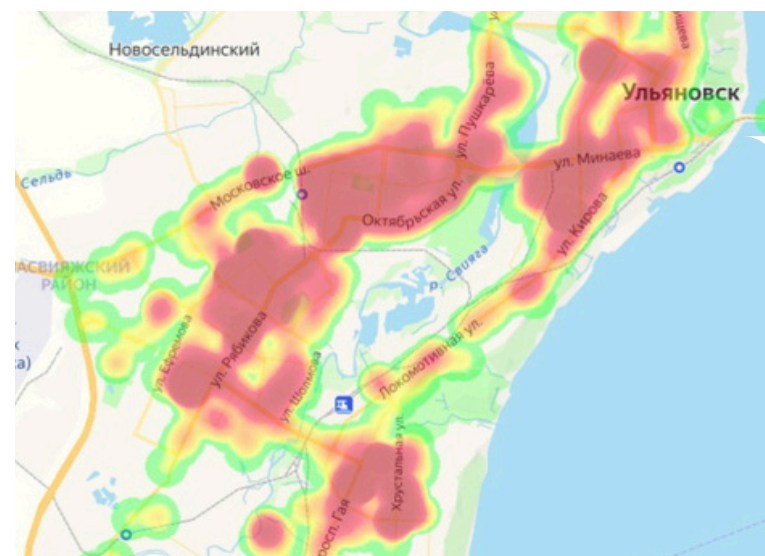 Новосельдинский
Ульяновск
ул. Пушкарёва
ул. Минаева
Сельдь
Московское ш.
Октябрьская ул.
ул. Кирова
р. Свияга
АСВИЯЖСКИЙ
РАЙОН
ул. Ефремова
ул. Рябикова
ул. Шолмова
Локомотивная ул.
Хрустальная ул.
просп. Гая